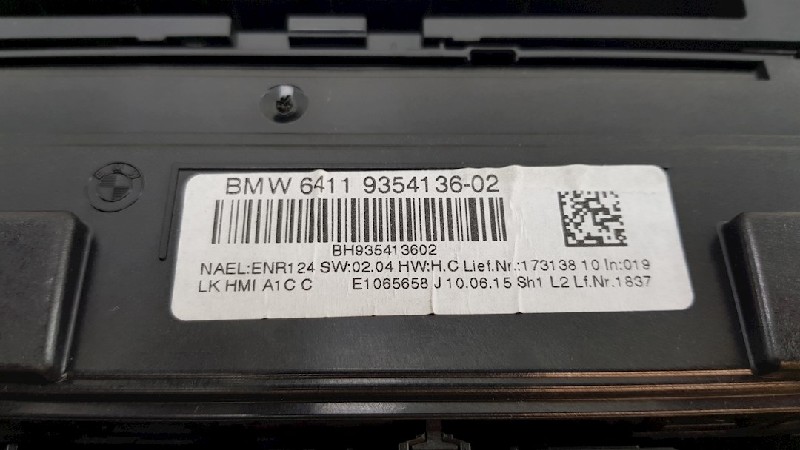 BMW 6411 9354136-02
BH935413602
NAEL:ENR124 SW:02.04 HW:H.C Lief.Nr.:173138 10 In:019
LK HMI A1C C E1065658 J 10.06.15 Sh1 L2 Lf.Nr.1837